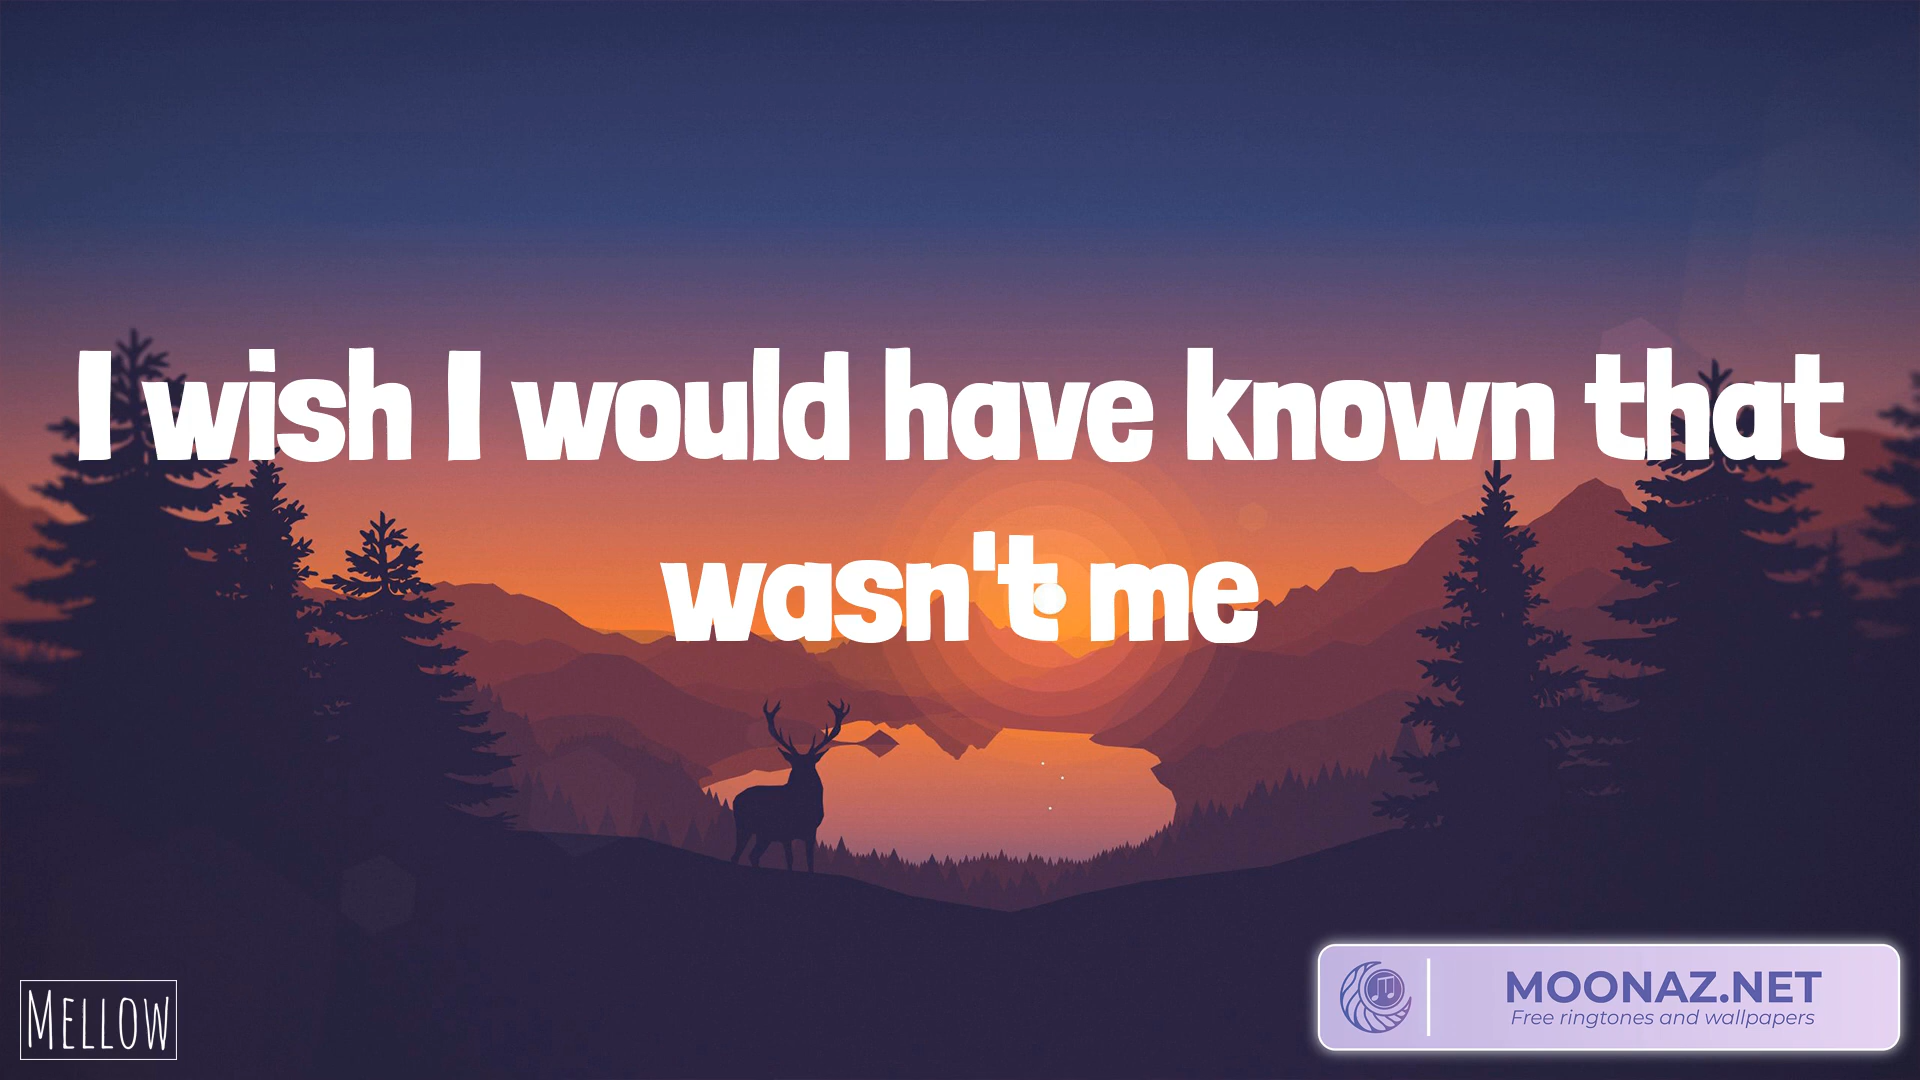 I wish I would have known that
wasn't me
MELLOW
MOONAZ.NET
Free ringtones and wallpapers